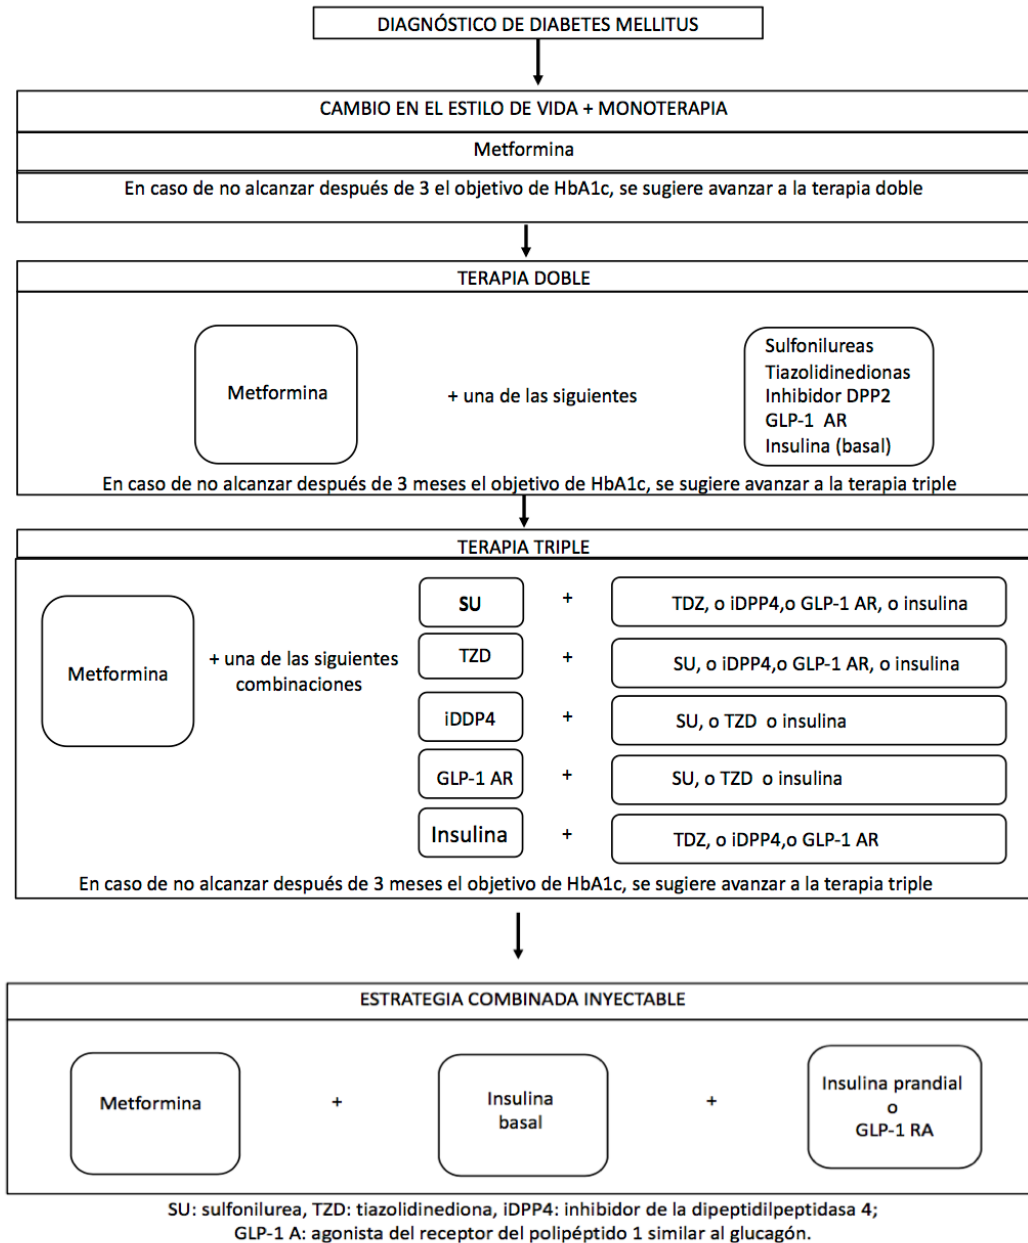 DIAGNÓSTICO DE DIABETES MELLITUS
CAMBIO EN EL ESTILO DE VIDA + MONOTERAPIA
Metformina
En caso de no alcanzar después de 3 el objetivo de HbA1c, se sugiere avanzar a la terapia doble
TERAPIA DOBLE
Metformina
+ una de las siguientes
Sulfonilureas
Tiazolidinedionas
Inhibidor DPP2
GLP-1 AR
Insulina (basal)
En caso de no alcanzar después de 3 meses el objetivo de HbA1c, se sugiere avanzar a la terapia triple
TERAPIA TRIPLE
Metformina
+ una de las siguientes
combinaciones
SU + TDZ, o iDPP4,o GLP-1 AR, o insulina
TZD + SU, o iDPP4,o GLP-1 AR, o insulina
iDDP4 + SU, o TZD o insulina
GLP-1 AR + SU, o TZD o insulina
Insulina + TDZ, o iDPP4,o GLP-1 AR
En caso de no alcanzar después de 3 meses el objetivo de HbA1c, se sugiere avanzar a la terapia triple
ESTRATEGIA COMBINADA INYECTABLE
Metformina
+
Insulina
basal
+
Insulina prandial
o
GLP-1 RA
SU: sulfonilurea, TZD: tiazolidinediona, iDPP4: inhibidor de la dipeptidilpeptidasa 4;
GLP-1 A: agonista del receptor del polipéptido 1 similar al glucagón.